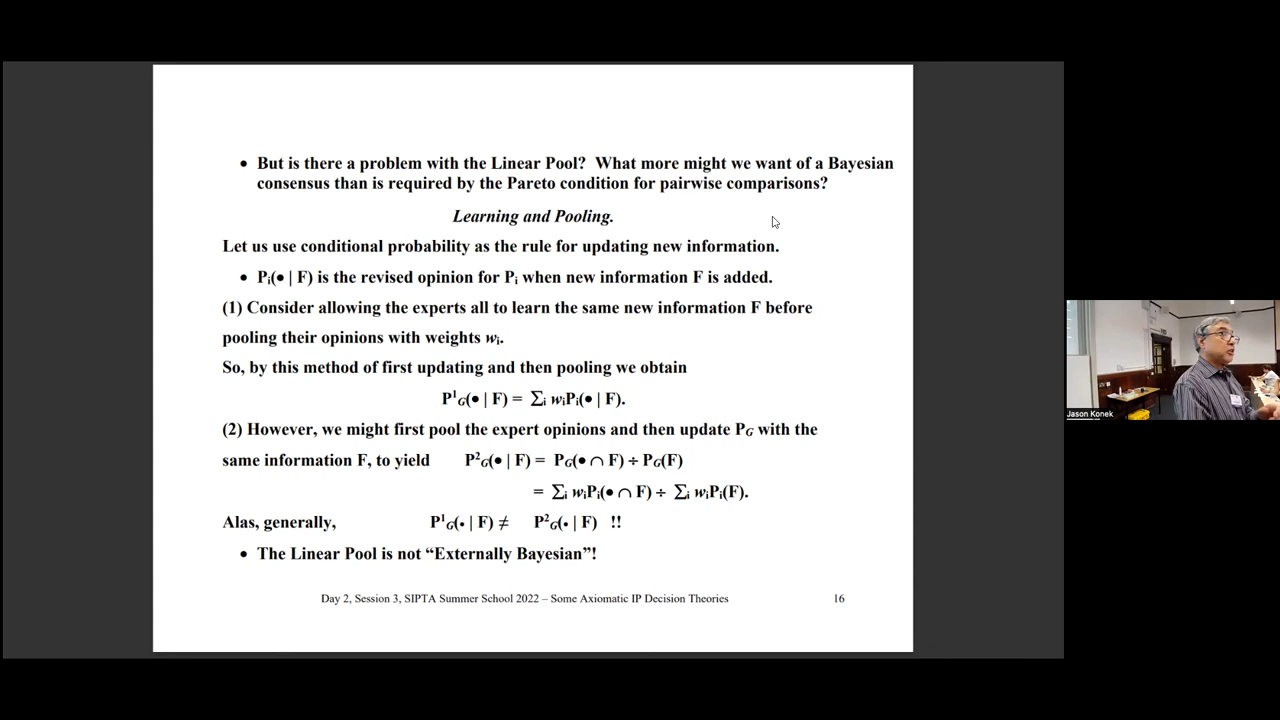 • But is there a problem with the Linear Pool? What more might we want of a Bayesian
consensus than is required by the Pareto condition for pairwise comparisons?
Learning and Pooling.
Let us use conditional probability as the rule for updating new information.
• Pᵢ(• | F) is the revised opinion for Pᵢ when new information F is added.
(1) Consider allowing the experts all to learn the same new information F before
pooling their opinions with weights wᵢ.
So, by this method of first updating and then pooling we obtain
P¹G(• | F) = ∑ᵢ wᵢPᵢ(• | F).
(2) However, we might first pool the expert opinions and then update PG with the
same information F, to yield P²G(• | F) = PG(• ∩ F) ÷ PG(F)
= ∑ᵢ wᵢPᵢ(• ∩ F) ÷ ∑ᵢ wᵢPᵢ(F).
Alas, generally, P¹G(• | F) ≠ P²G(• | F) !!
• The Linear Pool is not “Externally Bayesian”!
Day 2, Session 3, SIPTA Summer School 2022 – Some Axiomatic IP Decision Theories 16
Jason Konek